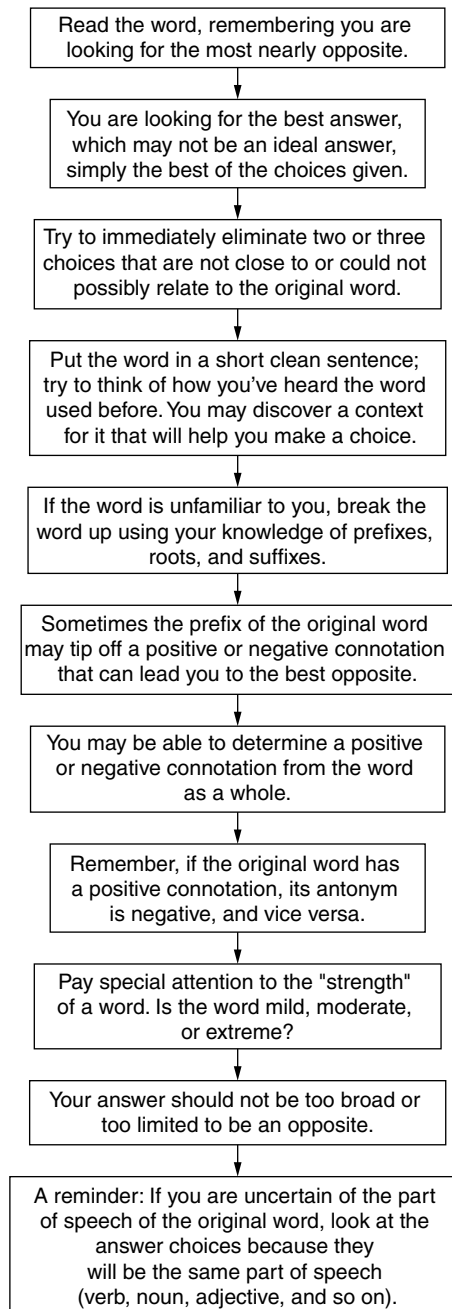 Read the word, remembering you are
looking for the most nearly opposite.
You are looking for the best answer,
which may not be an ideal answer,
simply the best of the choices given.
Try to immediately eliminate two or three
choices that are not close to or could not
possibly relate to the original word.
Put the word in a short clean sentence;
try to think of how you've heard the word
used before. You may discover a context
for it that will help you make a choice.
If the word is unfamiliar to you, break the
word up using your knowledge of prefixes,
roots, and suffixes.
Sometimes the prefix of the original word
may tip off a positive or negative connotation
that can lead you to the best opposite.
You may be able to determine a positive
or negative connotation from the word
as a whole.
Remember, if the original word has
a positive connotation, its antonym
is negative, and vice versa.
Pay special attention to the "strength"
of a word. Is the word mild, moderate,
or extreme?
Your answer should not be too broad or
too limited to be an opposite.
A reminder: If you are uncertain of the part
of speech of the original word, look at the
answer choices because they
will be the same part of speech
(verb, noun, adjective, and so on).